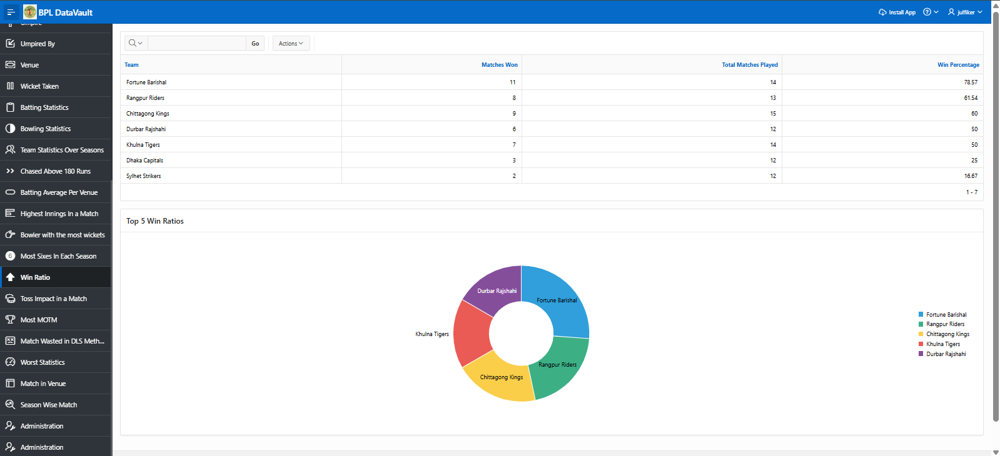 BPL DataVault
Install App
julfiker
Umpire
Umpired By
Venue
Wicket Taken
Batting Statistics
Bowling Statistics
Team Statistics Over Seasons
Chased Above 180 Runs
Batting Average Per Venue
Highest Innings In a Match
Bowler with the most wickets
6 Most Sixes In Each Season
Win Ratio
Toss Impact in a Match
Most MOTM
Match Wasted in DLS Meth...
Worst Statistics
Match in Venue
Season Wise Match
Administration
Administration
Go
Actions
Team Matches Won Total Matches Played Win Percentage
Fortune Barishal 11 14 78.57
Rangpur Riders 8 13 61.54
Chittagong Kings 9 15 60
Durbar Rajshahi 6 12 50
Khulna Tigers 7 14 50
Dhaka Capitals 3 12 25
Sylhet Strikers 2 12 16.67
1 - 7
Top 5 Win Ratios
Durbar Rajshahi
Fortune Barishal
Khulna Tigers
Rangpur Riders
Chittagong Kings
Fortune Barishal
Rangpur Riders
Chittagong Kings
Khulna Tigers
Durbar Rajshahi